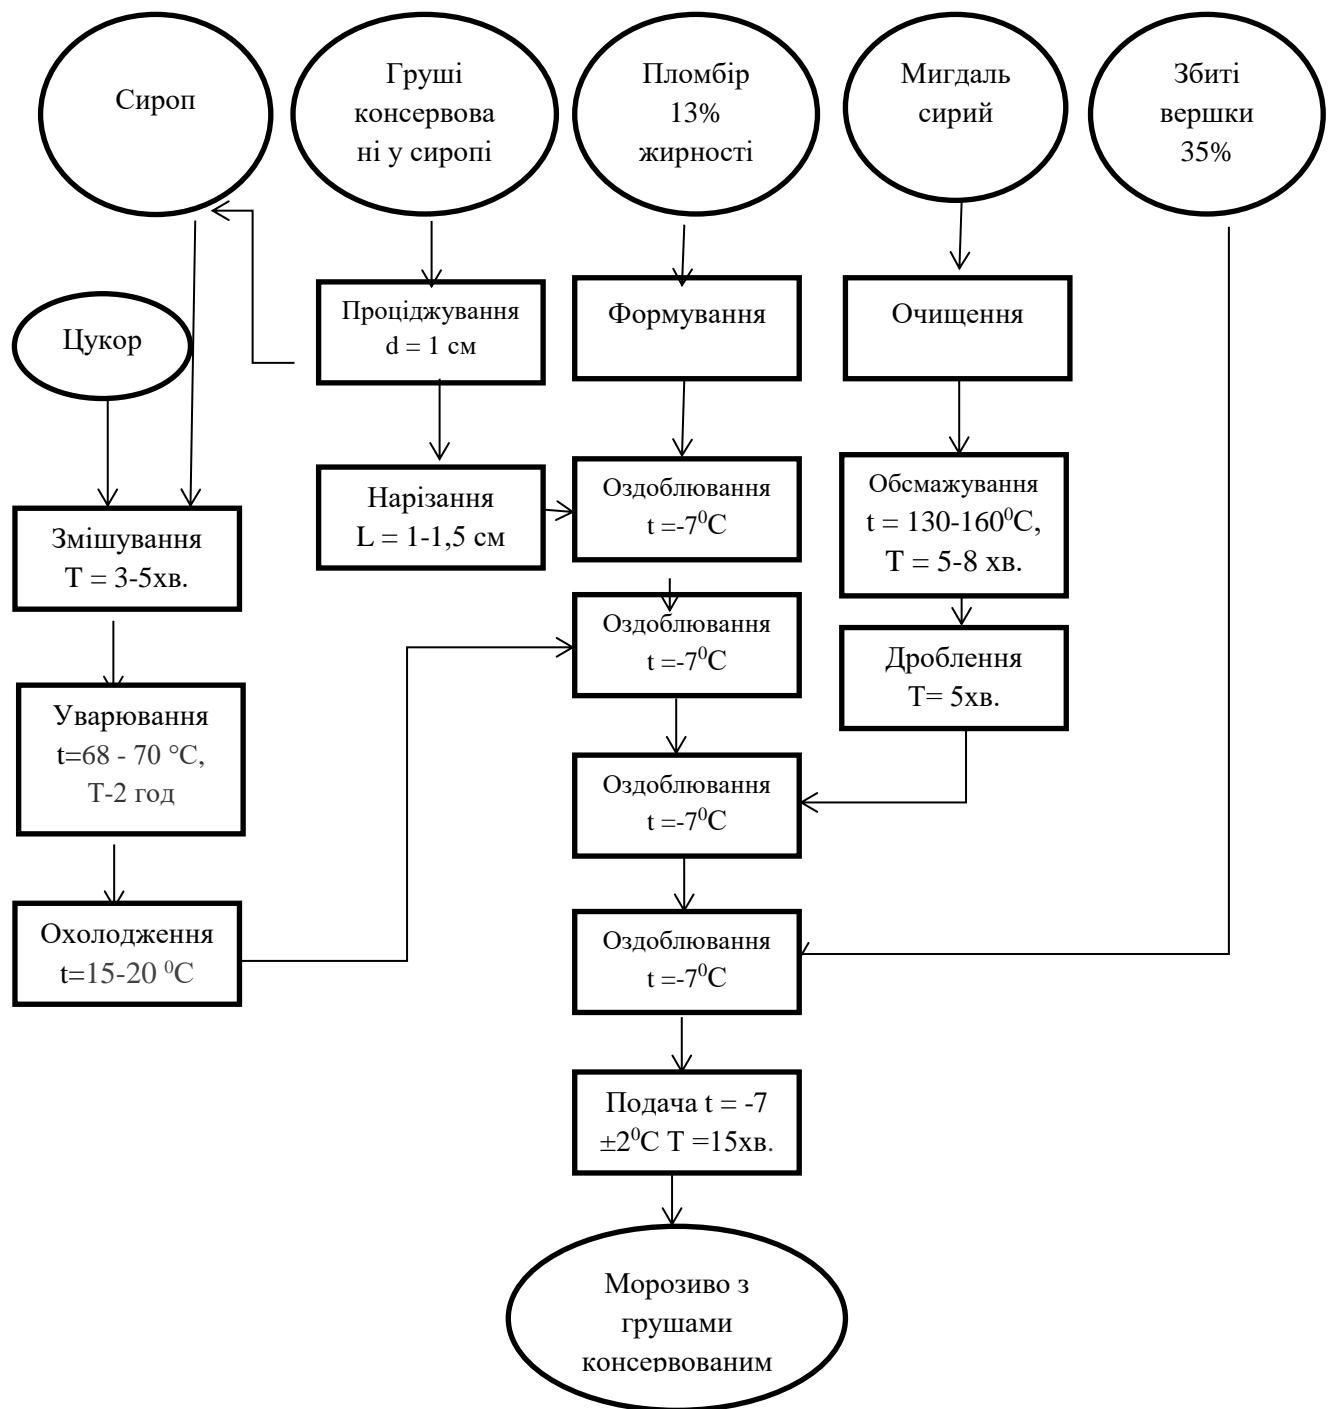 Сироп
Груші
консервова
ні у сиропі
Пломбір
13%
жирності
Мигдаль
сирий
Збиті
вершки
35%
Цукор
Проціджування
d = 1 см
Формування
Очищення
Нарізання
L = 1-1,5 см
Оздоблювання
t =-7⁰С
Обсмажування
t = 130-160⁰С,
Т = 5-8 хв.
Змішування
Т = 3-5хв.
Оздоблювання
t =-7⁰С
Дроблення
Т= 5хв.
Уварювання
t=68 - 70 °С,
Т-2 год
Оздоблювання
t =-7⁰С
Охолодження
t=15-20 ⁰С
Оздоблювання
t =-7⁰С
Подача t = -7
±2⁰С Т =15хв.
Морозиво з
грушами
консервованим